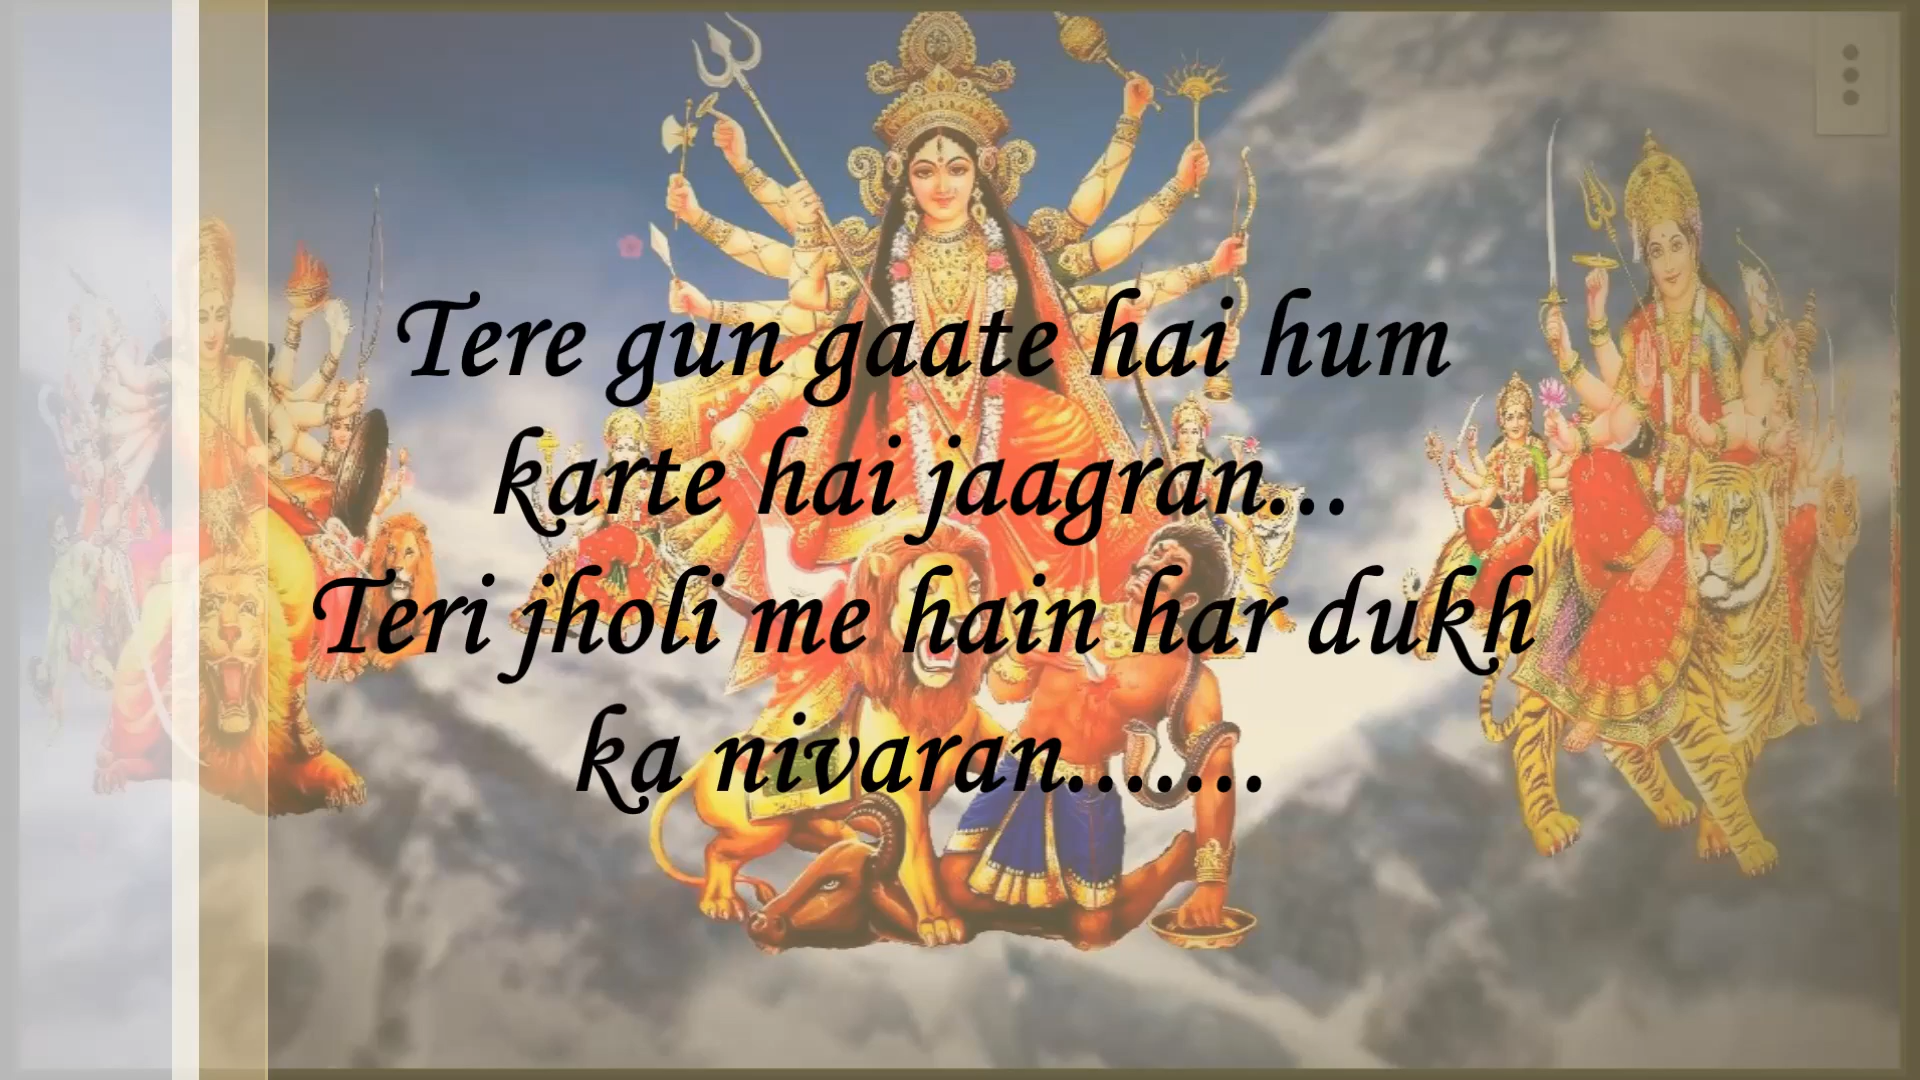 Tere gun gaate hai hum
karte hai jaagran...
Teri jholi me hain har dukh
ka nivaran.......